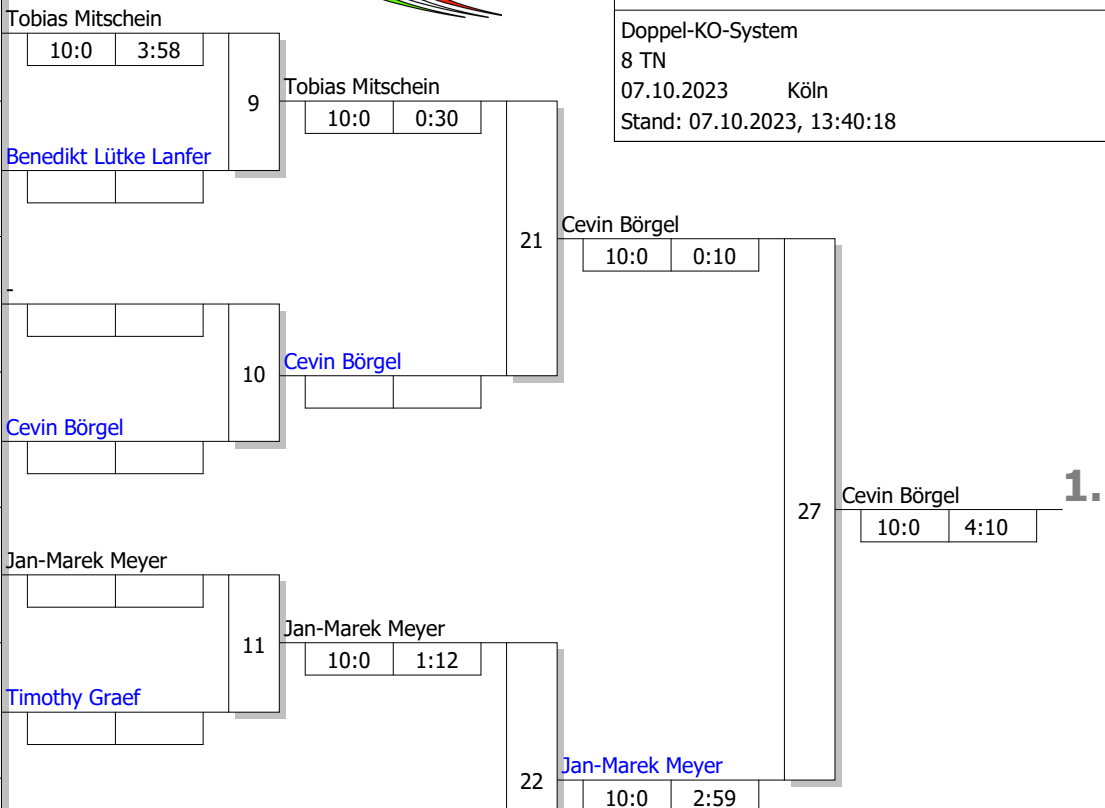 Tobias Mitschein
10:0 3:58
Doppel-KO-System
8 TN
07.10.2023 Köln
Stand: 07.10.2023, 13:40:18
9
Tobias Mitschein
10:0 0:30
Benedikt Lütke Lanfer
21
Cevin Börgel
10:0 0:10
-
10
Cevin Börgel
Cevin Börgel
27
Cevin Börgel
1.
10:0 4:10
Jan-Marek Meyer
11
Jan-Marek Meyer
10:0 1:12
Timothy Graef
22
Jan-Marek Meyer
10:0 2:59